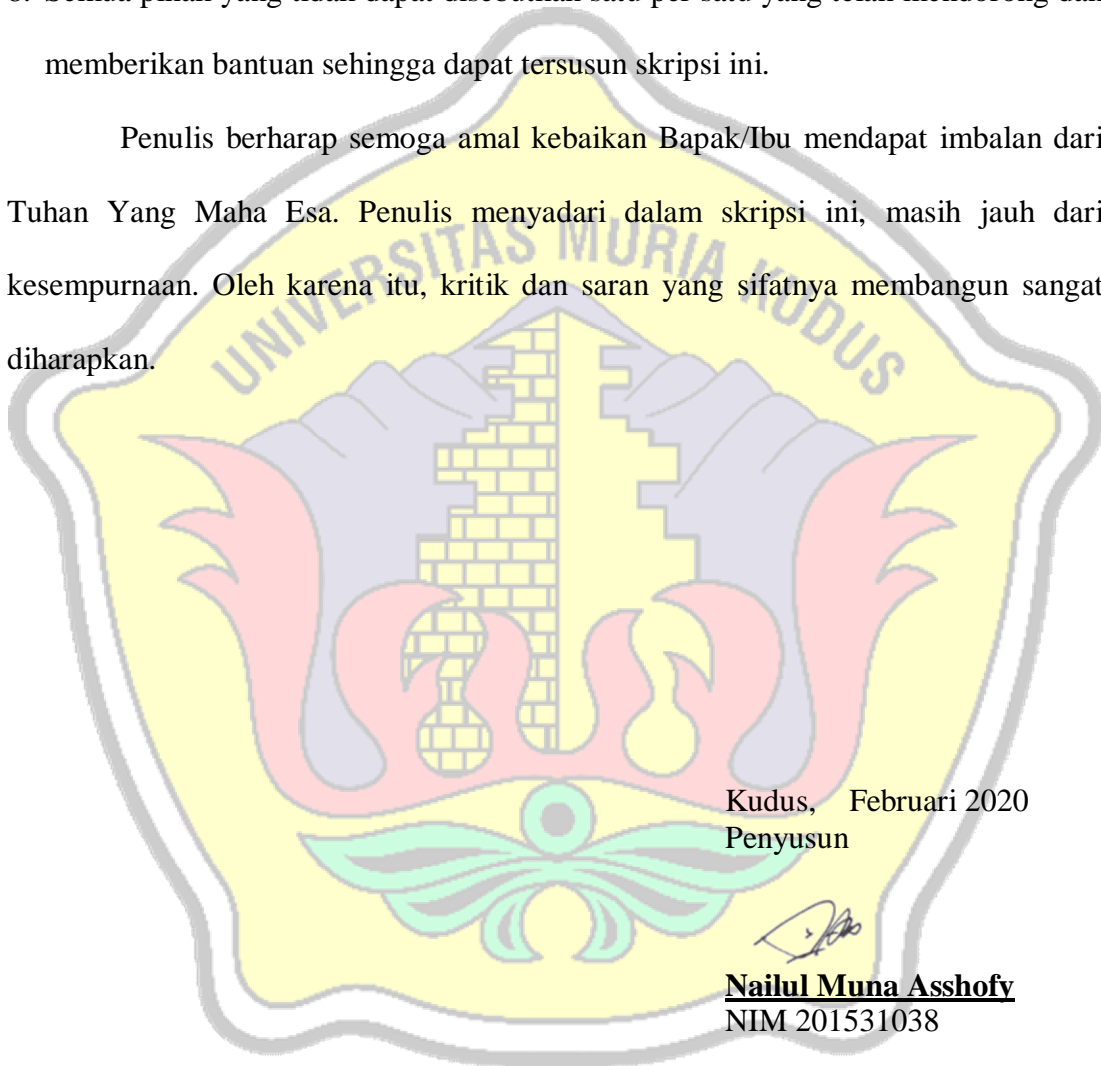 memberikan bantuan sehingga dapat tersusun skripsi ini.
Penulis berharap semoga amal kebaikan Bapak/Ibu mendapat imbalan dari
Tuhan Yang Maha Esa. Penulis menyadari dalam skripsi ini, masih jauh dari
kesempurnaan. Oleh karena itu, kritik dan saran yang sifatnya membangun sangat
diharapkan.
UNIVERSITAS MURIA KUDUS
Kudus, Februari 2020
Penyusun
Nailul Muna Asshofy
NIM 201531038